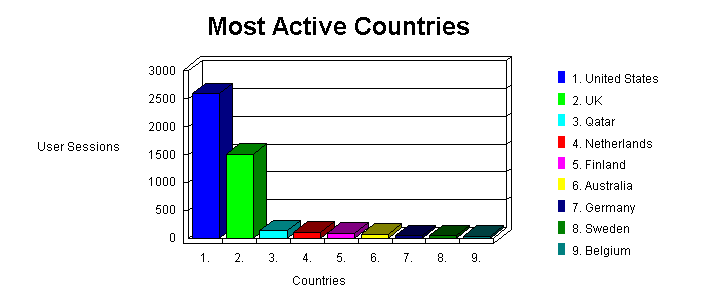 Most Active Countries
3000
2500
2000
1500
1000
500
0
User Sessions
1. 2. 3. 4. 5. 6. 7. 8. 9.
Countries
1. United States
2. UK
3. Qatar
4. Netherlands
5. Finland
6. Australia
7. Germany
8. Sweden
9. Belgium